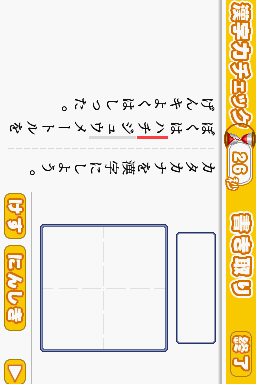 漢字力チェック
26
書き取り
終了
カタカナを漢字にしよう。
ぼくはハチジュウメートルを
げんきよくはしった。
けす
にんしき